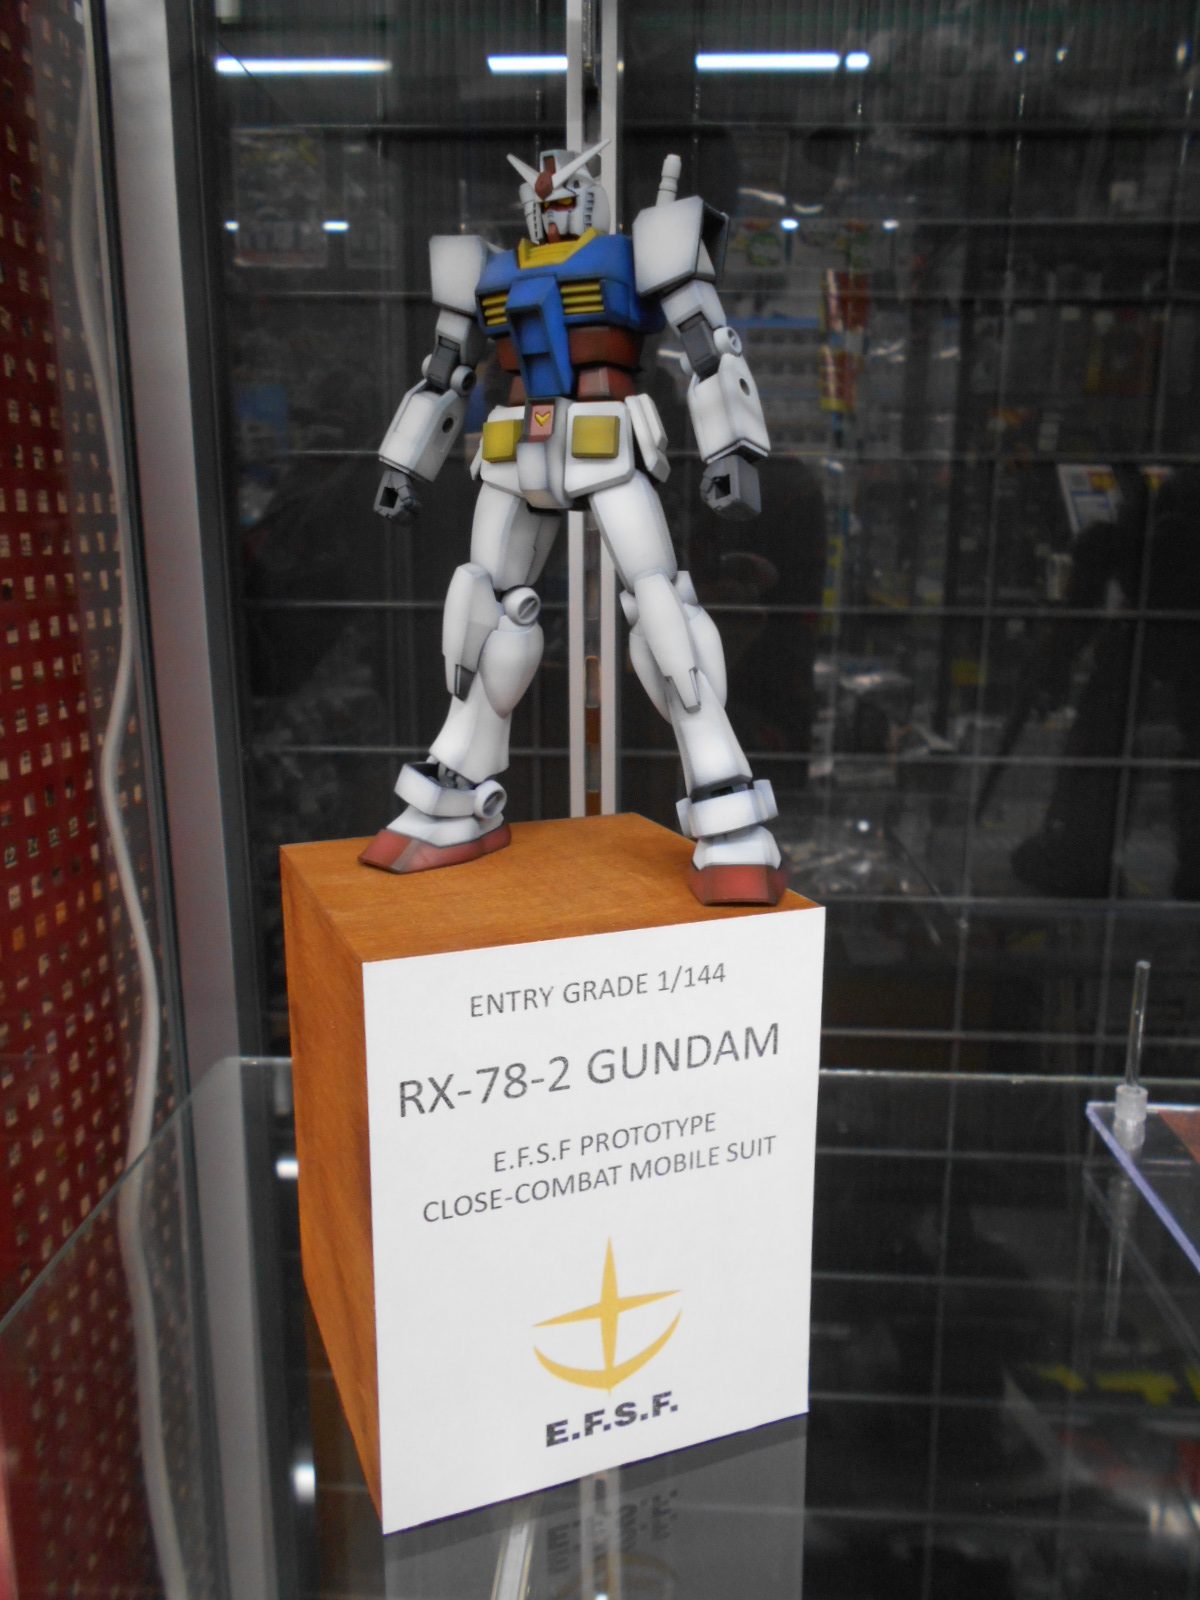 ENTRY GRADE 1/144
RX-78-2 GUNDAM
E.F.S.F PROTOTYPE
CLOSE-COMBAT MOBILE SUIT
E.F.S.F.